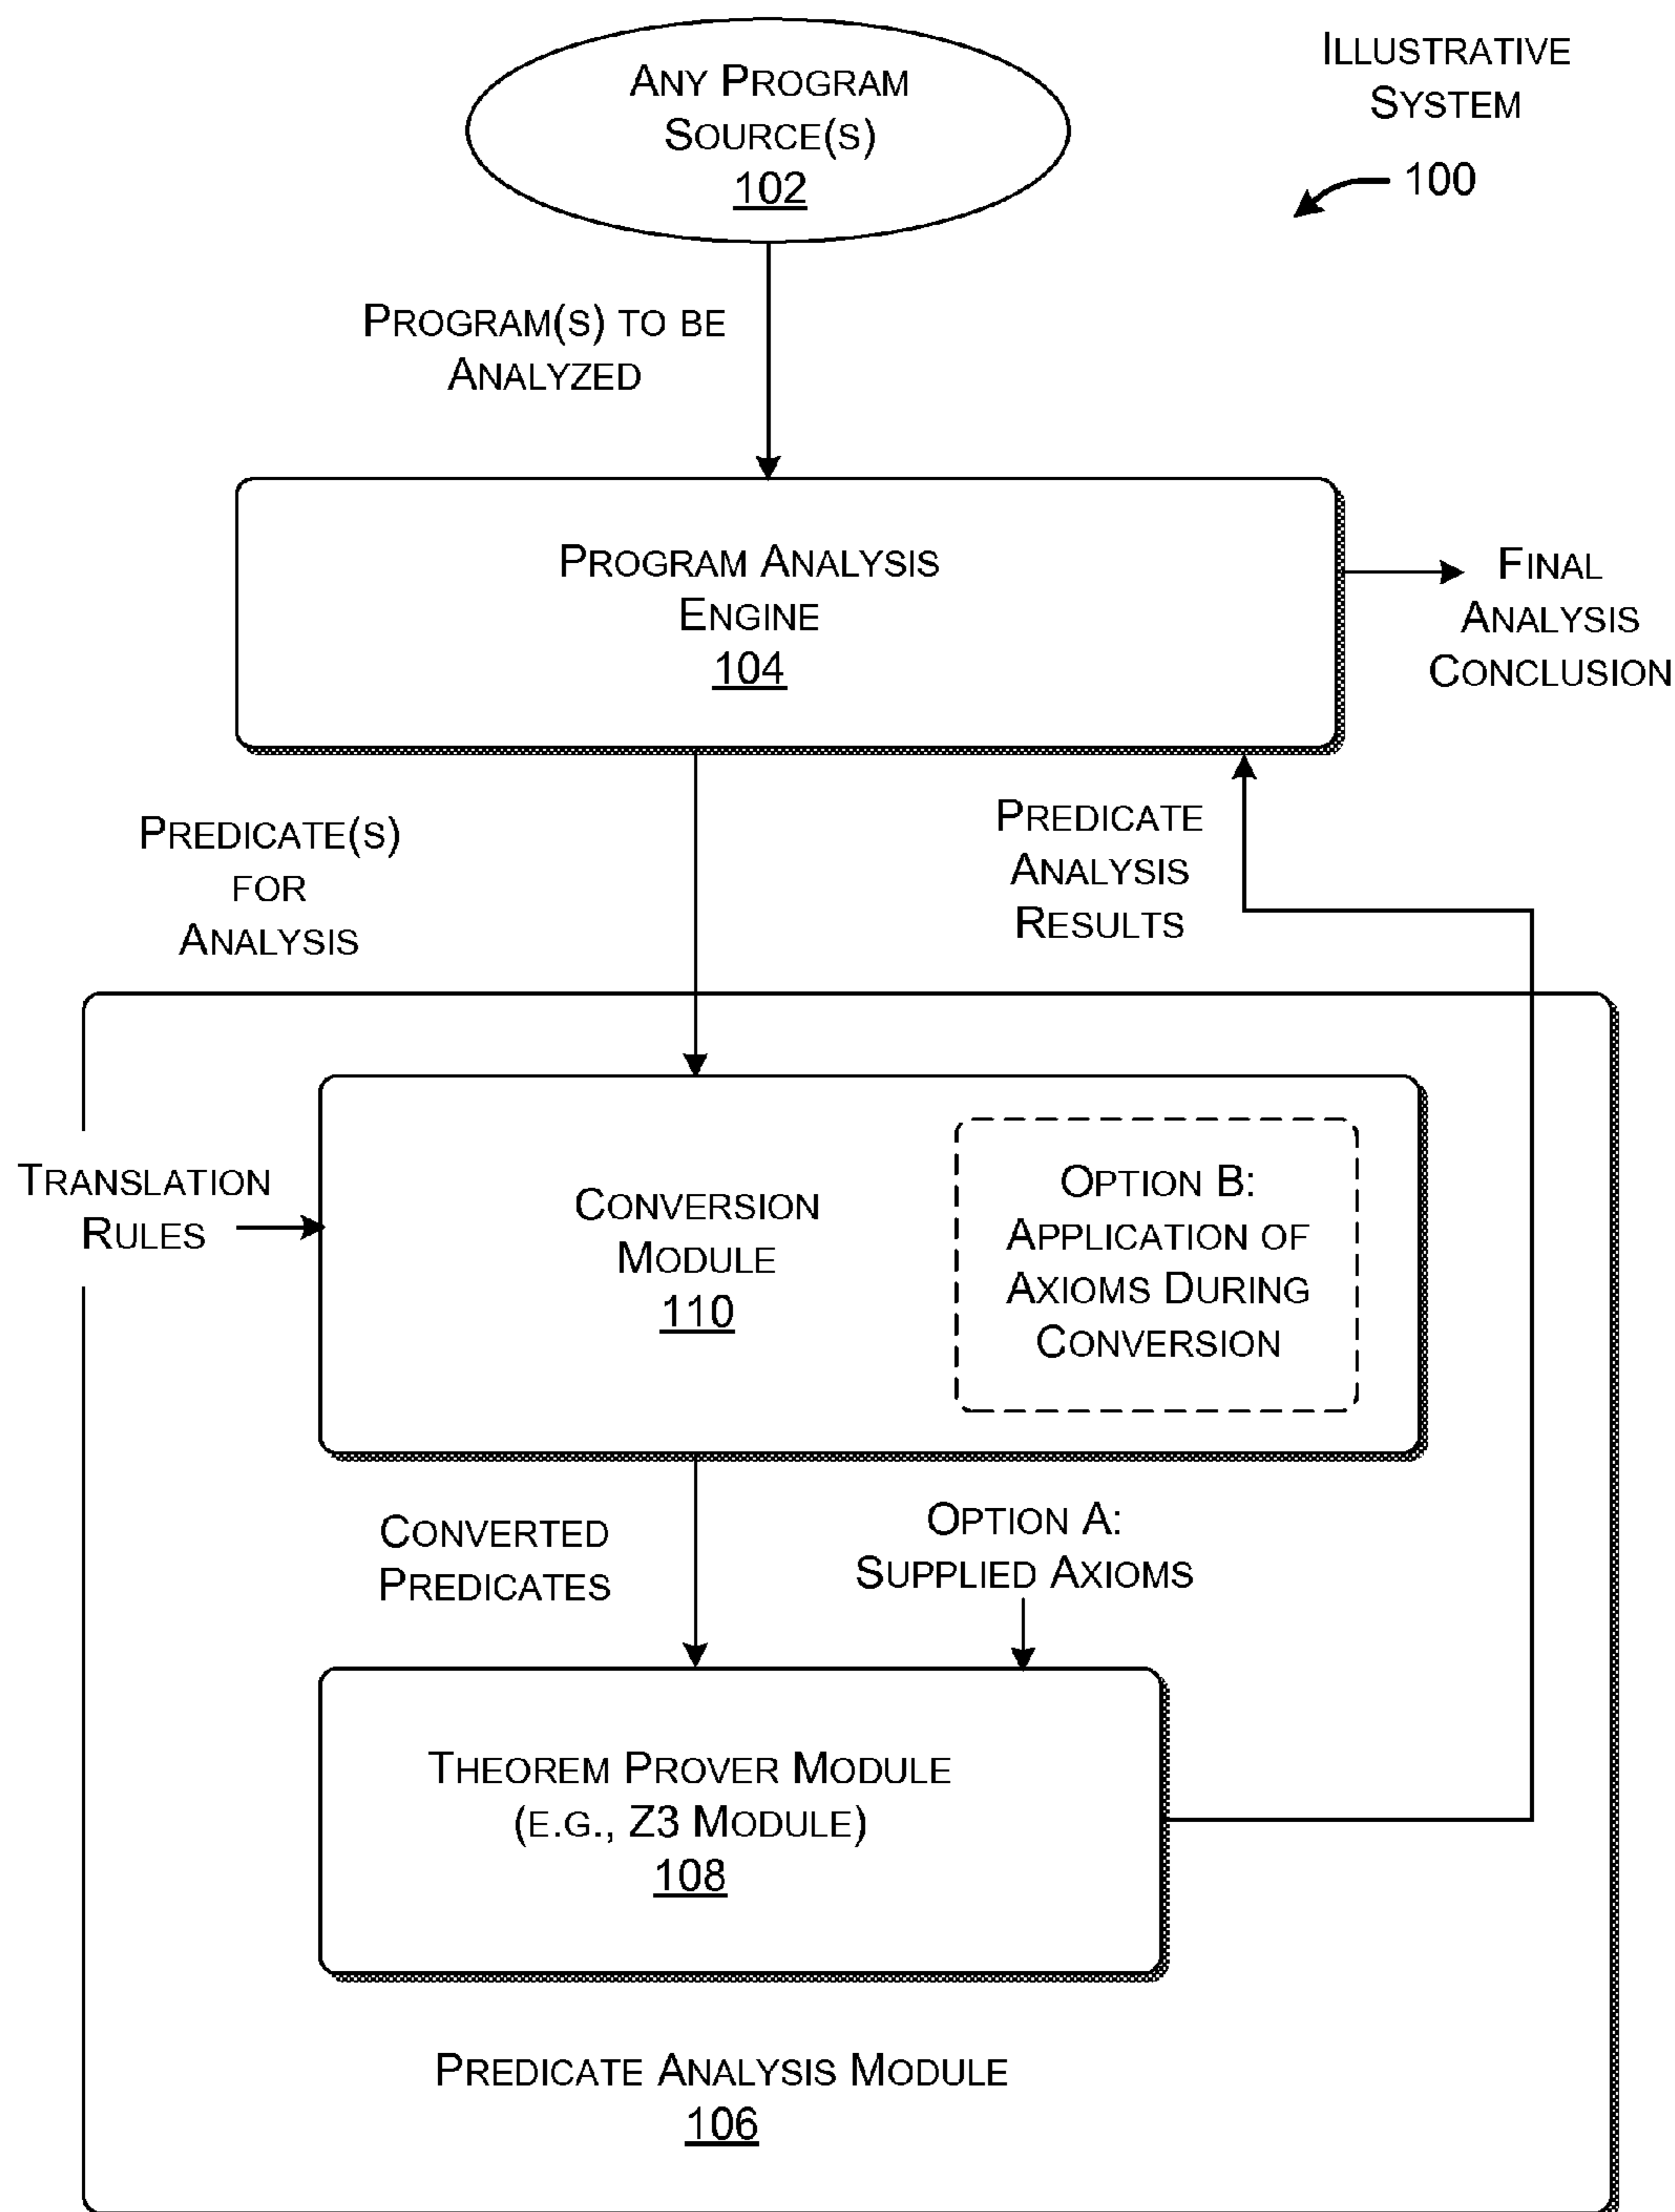 ANY PROGRAM
SOURCE(S)
102
ILLUSTRATIVE
SYSTEM
100
PROGRAM(S) TO BE
ANALYZED
PROGRAM ANALYSIS
ENGINE
104
FINAL
ANALYSIS
CONCLUSION
PREDICATE(S)
FOR
ANALYSIS
PREDICATE
ANALYSIS
RESULTS
TRANSLATION
RULES
CONVERSION
MODULE
110
OPTION B:
APPLICATION OF
AXIOMS DURING
CONVERSION
CONVERTED
PREDICATES
OPTION A:
SUPPLIED AXIOMS
THEOREM PROVER MODULE
(E.G., Z3 MODULE)
108
PREDICATE ANALYSIS MODULE
106